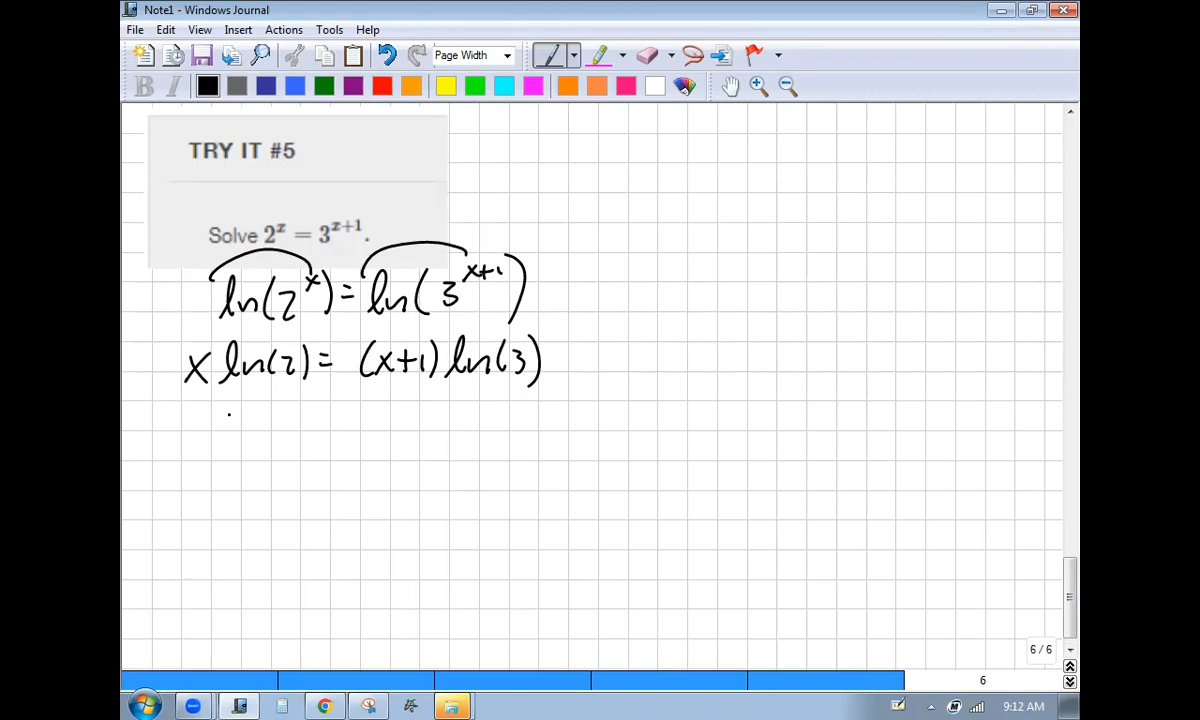 Note1 - Windows Journal
File Edit View Insert Actions Tools Help
Page Width
B I
TRY IT #5
Solve 2^x = 3^{x+1}.
ln(2^x) = ln(3^{x+1})
x ln(2) = (x+1) ln(3)
6 / 6
6
9:12 AM